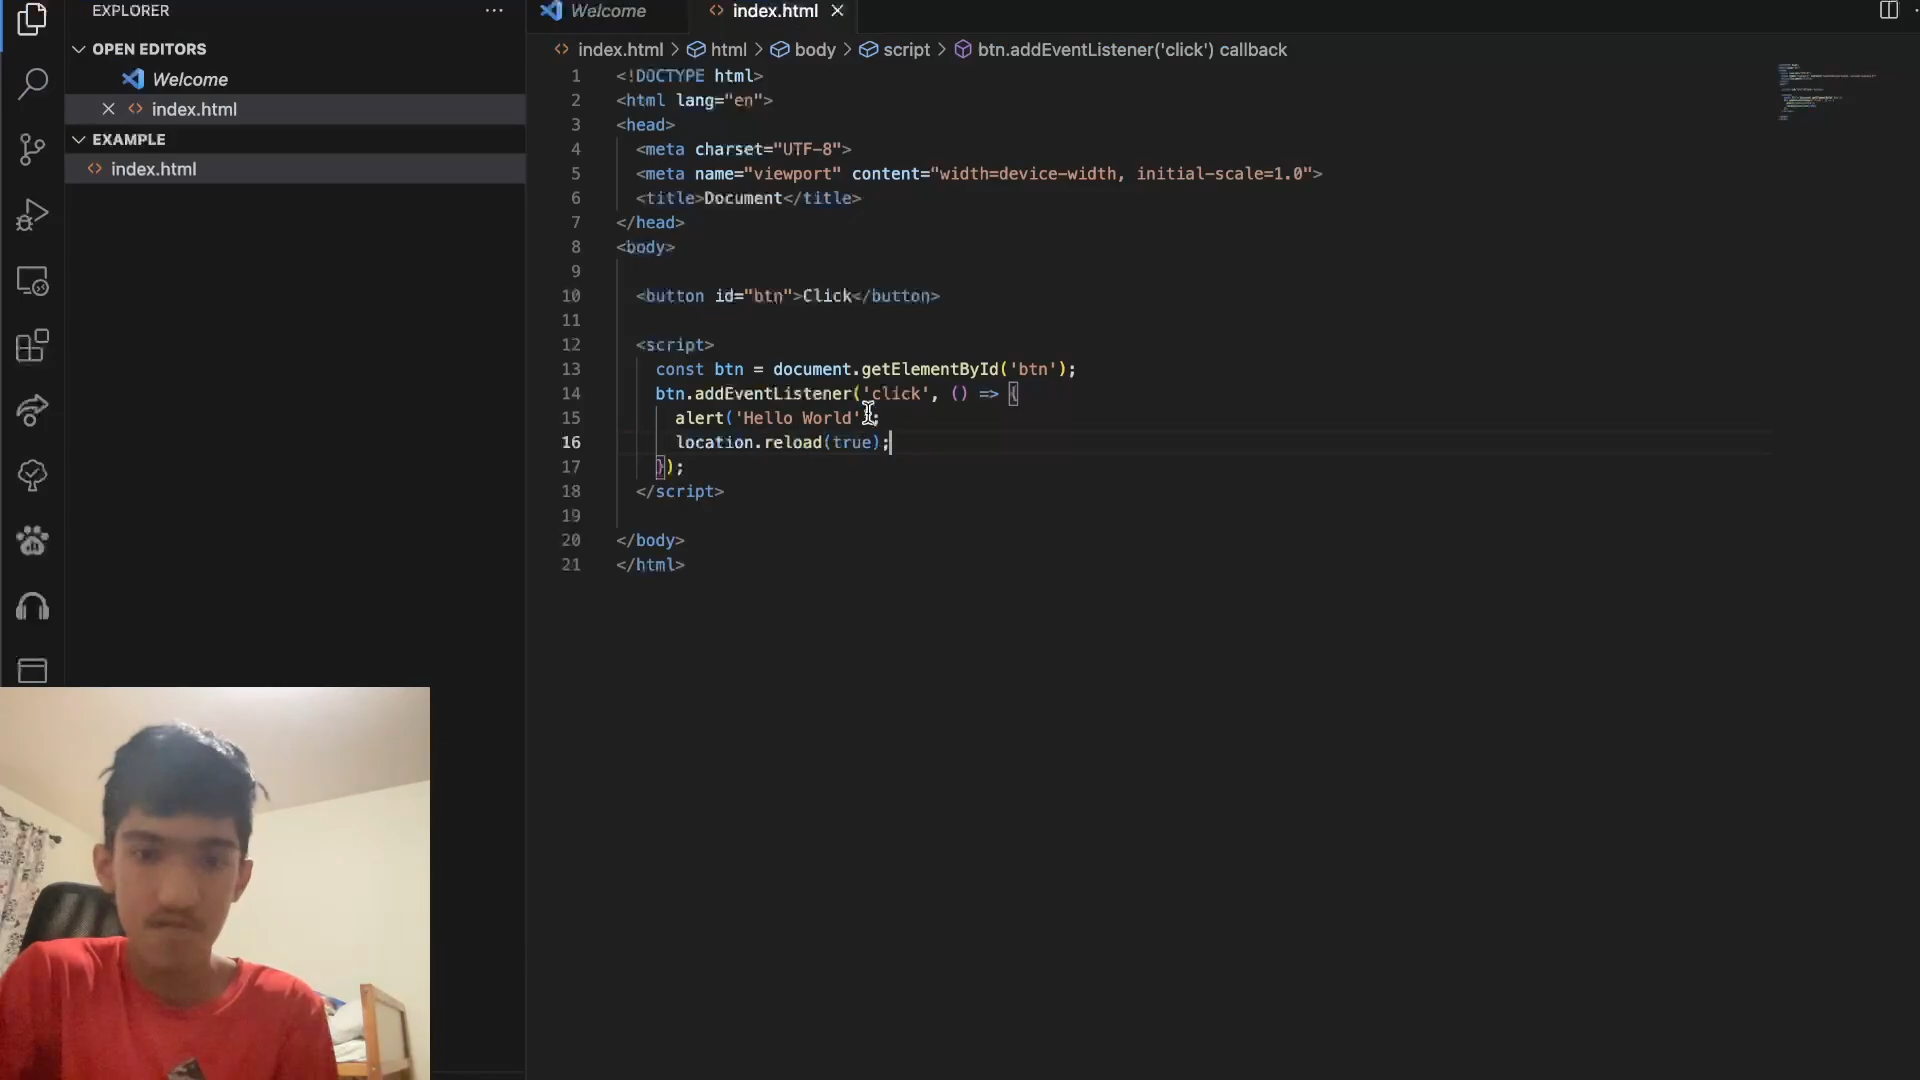 EXPLORER
OPEN EDITORS
Welcome
index.html
EXAMPLE
index.html
Welcome
index.html
index.html > html > body > script > btn.addEventListener('click') callback
1 <!DOCTYPE html>
2 <html lang="en">
3 <head>
4 <meta charset="UTF-8">
5 <meta name="viewport" content="width=device-width, initial-scale=1.0">
6 <title>Document</title>
7 </head>
8 <body>
9
10 <button id="btn">Click</button>
11
12 <script>
13 const btn = document.getElementById('btn');
14 btn.addEventListener('click', () => {
15 alert('Hello World');
16 location.reload(true);
17 });
18 </script>
19
20 </body>
21 </html>